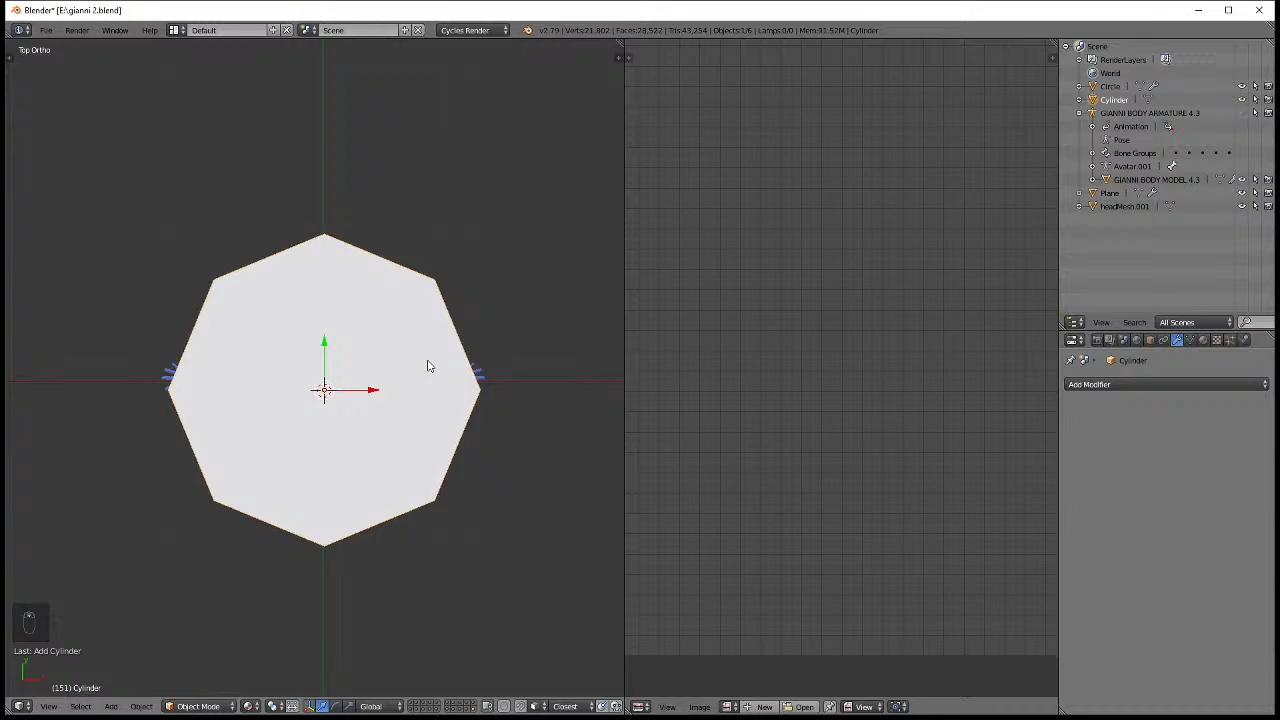 Blender* [E:\gianni 2.blend]
File Render Window Help Default Scene Cycles Render v2.79 | Verts:21,802 | Faces:28,522 | Tris:43,254 | Objects:1/6 | Lamps:0/0 | Mem:91.52M | Cylinder
Top Ortho
Scene
RenderLayers
World
Circle
Cylinder
GIANNI BODY ARMATURE 4.3
Animation
Pose
Bone Groups
Avatar.001
GIANNI BODY MODEL 4.3
Plane
headMesh.001
View Search All Scenes
Cylinder
Add Modifier
Last: Add Cylinder
y
(151) Cylinder
View Select Add Object Object Mode Global Closest
View Image New Open View